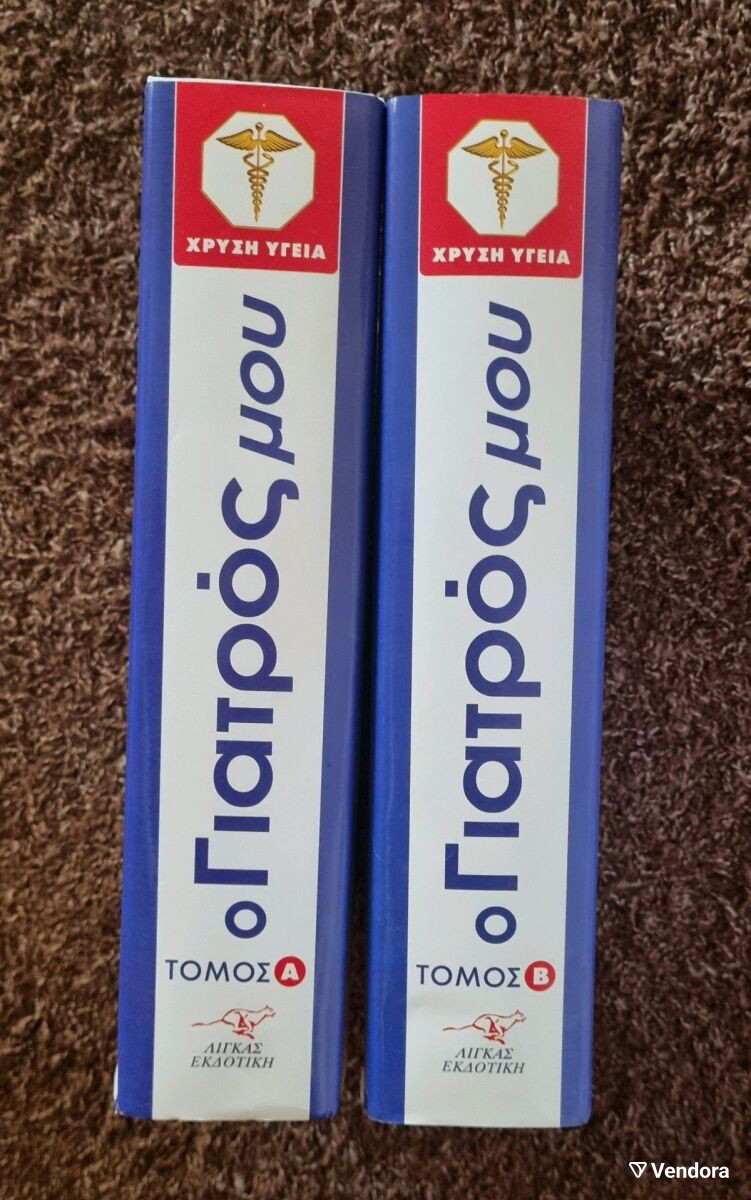 ΧΡΥΣΗ ΥΓΕΙΑ
ο Γιατρός μου
ΤΟΜΟΣ Α
ΛΙΓΚΑΣ
ΕΚΔΟΤΙΚΗ
ΧΡΥΣΗ ΥΓΕΙΑ
ο Γιατρός μου
ΤΟΜΟΣ Β
ΛΙΓΚΑΣ
ΕΚΔΟΤΙΚΗ
Vendora